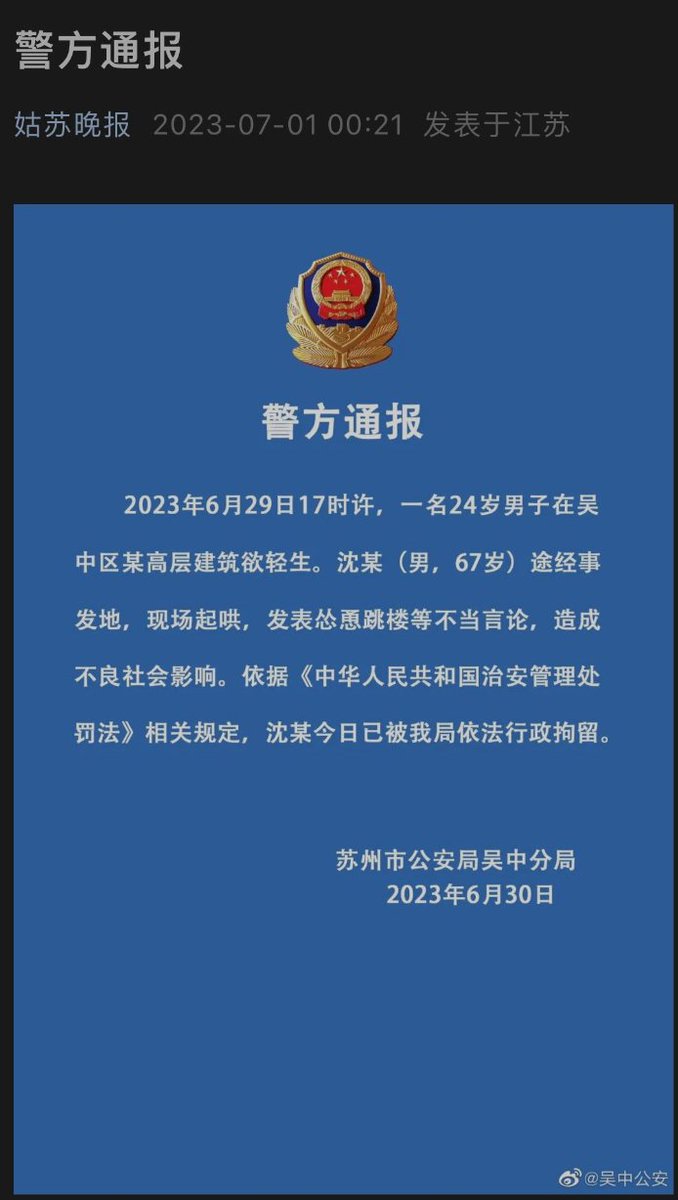 警方通报
姑苏晚报 2023-07-01 00:21 发表于江苏
警方通报
2023年6月29日17时许，一名24岁男子在吴
中区某高层建筑欲轻生。沈某（男，67岁）途经事
发地，现场起哄，发表怂恿跳楼等不当言论，造成
不良社会影响。依据《中华人民共和国治安管理处
罚法》相关规定，沈某今日已被我局依法行政拘留。
苏州市公安局吴中分局
2023年6月30日
@吴中公安